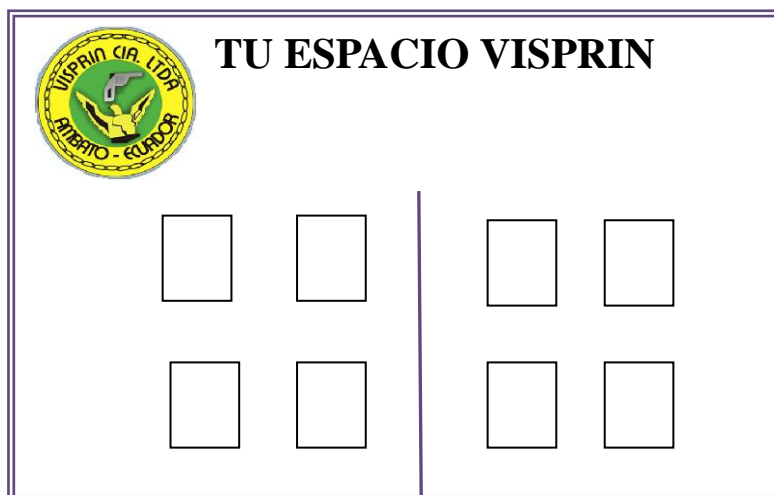 TU ESPACIO VISPRIN
VISPRIN CIA. LTDA
AMBATO - ECUADOR